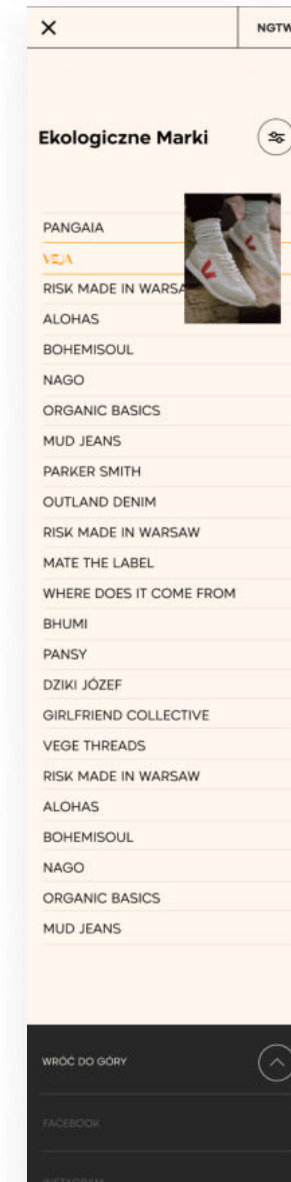 NGTW
Ekologiczne Marki
PANGAIA
VEJA
RISK MADE IN WARSA
ALOHAS
BOHEMISOUL
NAGO
ORGANIC BASICS
MUD JEANS
PARKER SMITH
OUTLAND DENIM
RISK MADE IN WARSAW
MATE THE LABEL
WHERE DOES IT COME FROM
BHUMI
PANSY
DZIKI JÓZEF
GIRLFRIEND COLLECTIVE
VEGE THREADS
RISK MADE IN WARSAW
ALOHAS
BOHEMISOUL
NAGO
ORGANIC BASICS
MUD JEANS
WRÓĆ DO GÓRY
FACEBOOK
INSTAGRAM